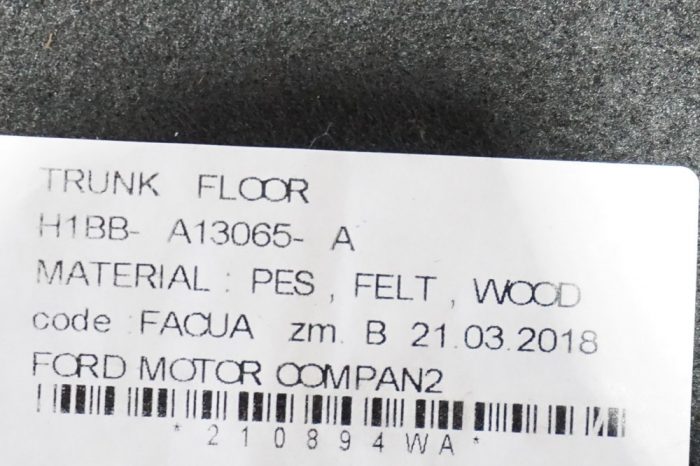 TRUNK FLOOR
H1BB- A13065- A
MATERIAL : PES , FELT , WOOD
code : FACUA zm. B 21.03.2018
FORD MOTOR COMPAN2
*210894WA*